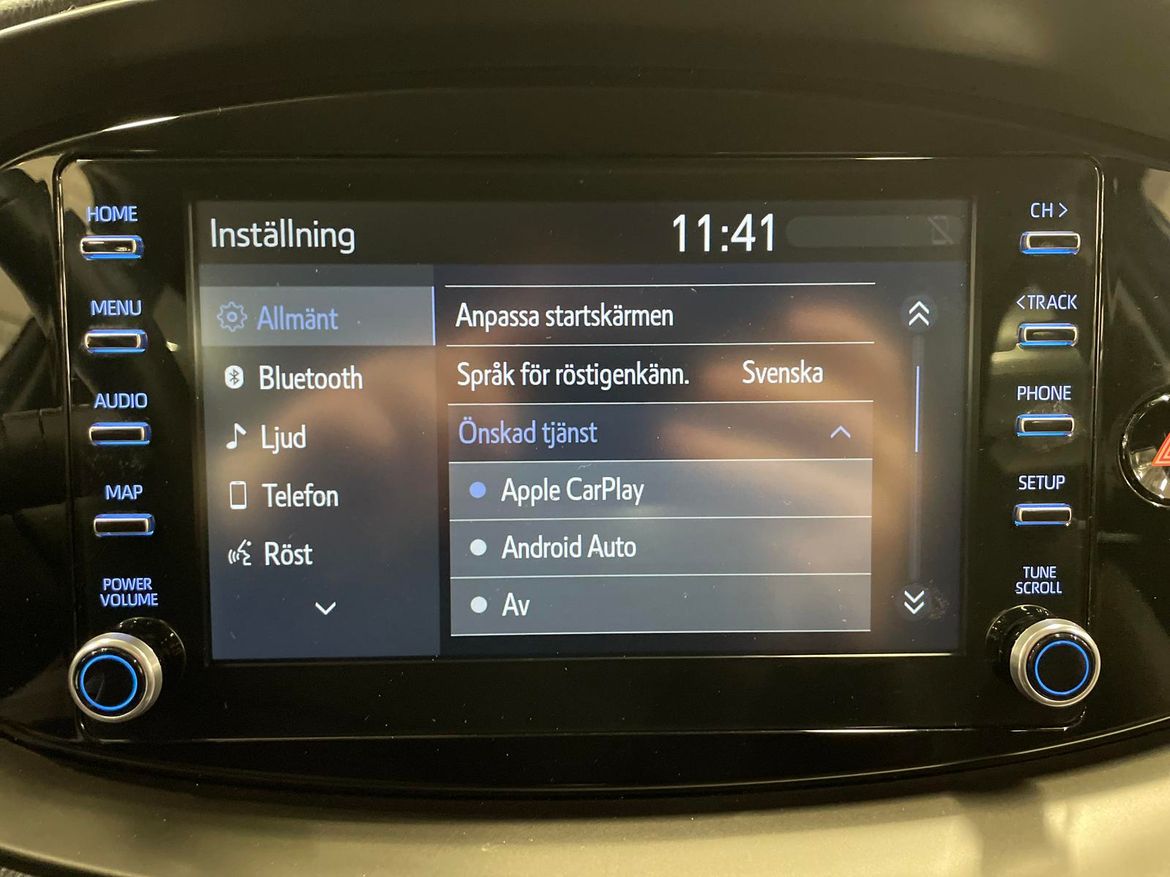 HOME
MENU
AUDIO
MAP
POWER
VOLUME
Inställning
11:41
Allmänt
Bluetooth
Ljud
Telefon
Röst
Anpassa startskärmen
Språk för röstigenkänn. Svenska
Önskad tjänst
Apple CarPlay
Android Auto
Av
CH >
< TRACK
PHONE
SETUP
TUNE
SCROLL